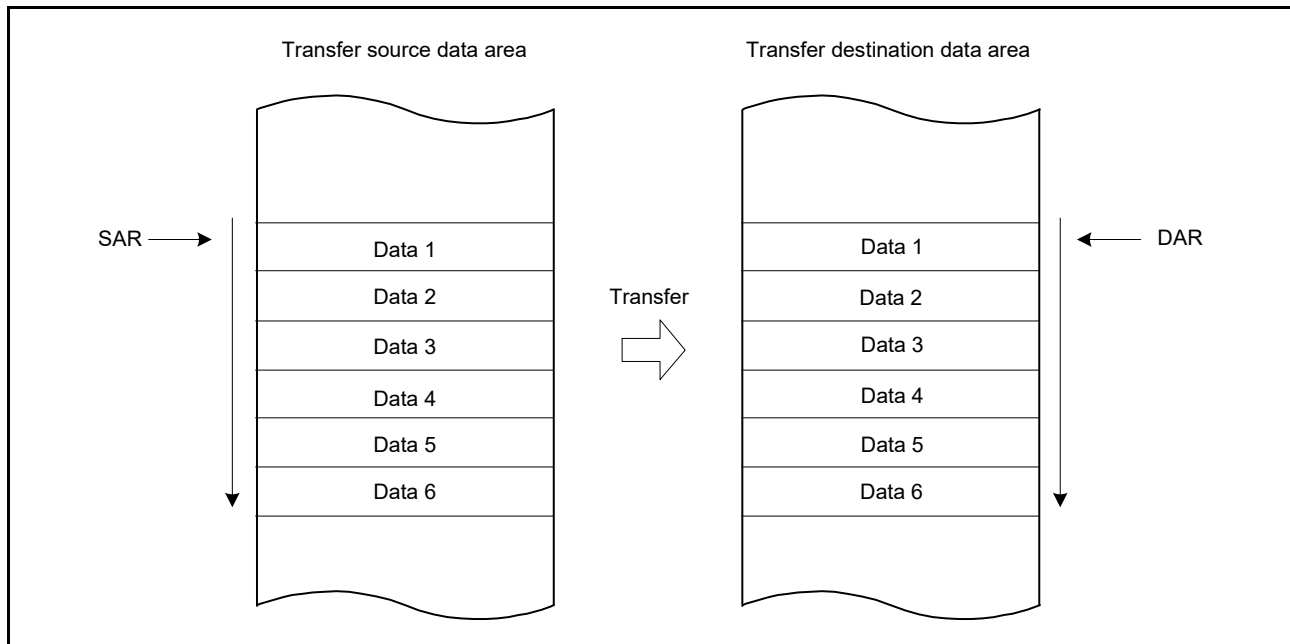 Transfer source data area
Transfer destination data area
SAR
Data 1
Data 2
Data 3
Data 4
Data 5
Data 6
Transfer
Data 1
Data 2
Data 3
Data 4
Data 5
Data 6
DAR